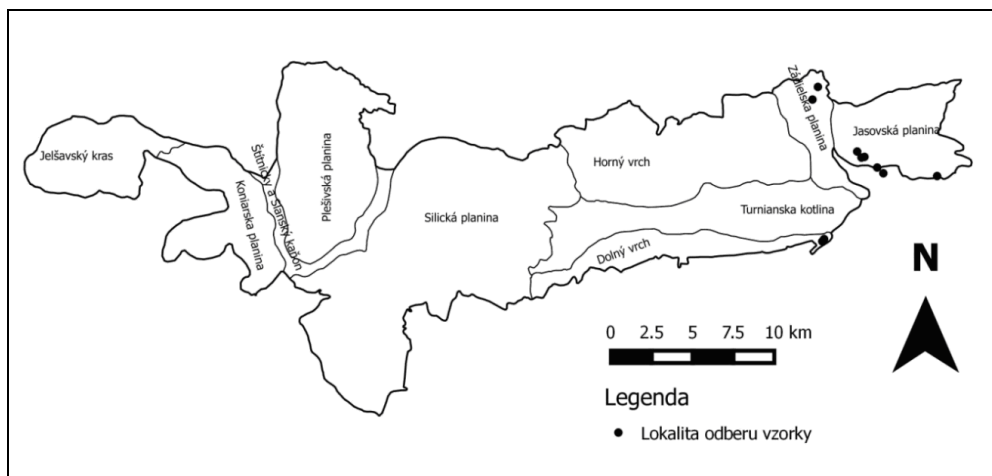 Jelšavský kras
Koniarska planina
Štítnický a Slanský kaňon
Plešivská planina
Silická planina
Horný vrch
Dolný vrch
Turnianska kotlina
Zádielska planina
Jasovská planina
N
0 2.5 5 7.5 10 km
Legenda
Lokalita odberu vzorky